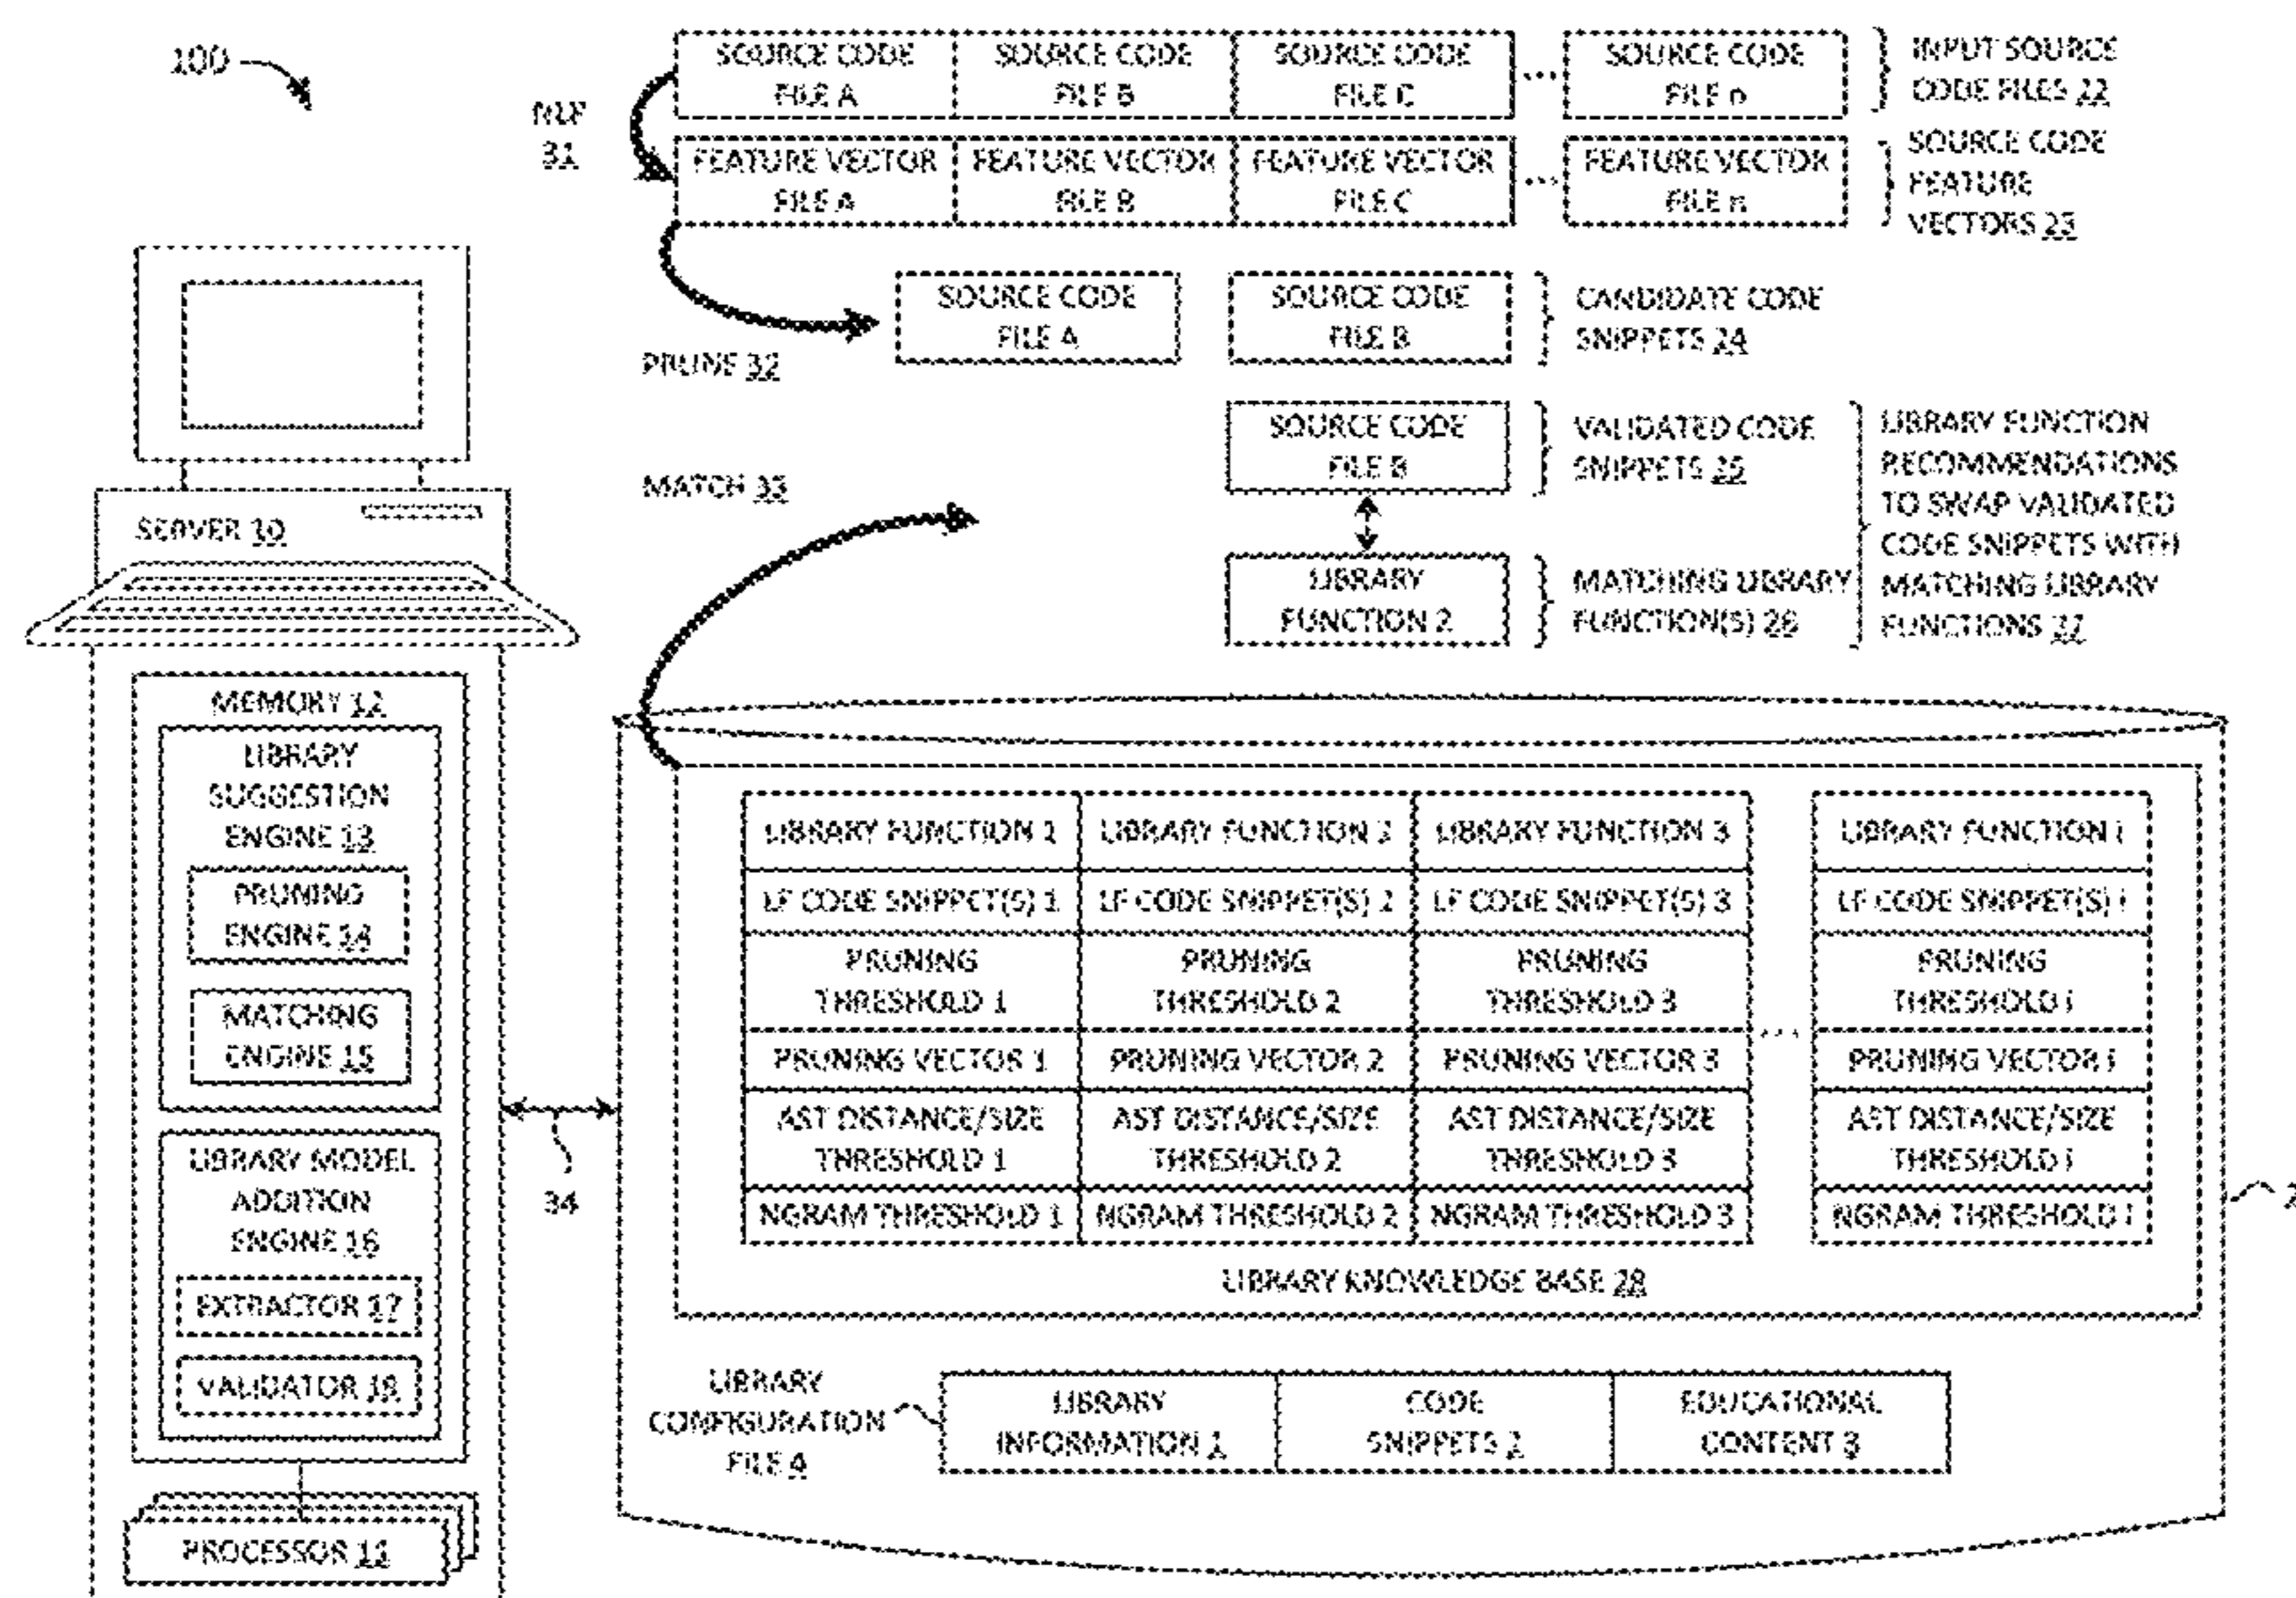 100
NLP
31
SOURCE CODE
FILE A
SOURCE CODE
FILE B
SOURCE CODE
FILE C
...
SOURCE CODE
FILE n
INPUT SOURCE
CODE FILES 22
FEATURE VECTOR
FILE A
FEATURE VECTOR
FILE B
FEATURE VECTOR
FILE C
...
FEATURE VECTOR
FILE n
SOURCE CODE
FEATURE
VECTORS 23
PRUNE 32
SOURCE CODE
FILE A
SOURCE CODE
FILE B
CANDIDATE CODE
SNIPPETS 24
MATCH 33
SOURCE CODE
FILE B
VALIDATED CODE
SNIPPETS 25
LIBRARY
FUNCTION 2
MATCHING LIBRARY
FUNCTION(S) 26
LIBRARY FUNCTION
RECOMMENDATIONS
TO SWAP VALIDATED
CODE SNIPPETS WITH
MATCHING LIBRARY
FUNCTIONS
SERVER 10
MEMORY 12
LIBRARY
SUGGESTION
ENGINE 13
PRUNING
ENGINE 14
MATCHING
ENGINE 15
LIBRARY MODEL
ADDITION
ENGINE 16
EXTRACTOR 17
VALIDATOR 18
PROCESSOR 11
34
LIBRARY FUNCTION 1
LIBRARY FUNCTION 2
LIBRARY FUNCTION 3
LIBRARY FUNCTION i
LF CODE SNIPPET(S) 1
LF CODE SNIPPET(S) 2
LF CODE SNIPPET(S) 3
LF CODE SNIPPET(S) i
PRUNING
THRESHOLD 1
PRUNING
THRESHOLD 2
PRUNING
THRESHOLD 3
PRUNING
THRESHOLD i
...
PRUNING VECTOR 1
PRUNING VECTOR 2
PRUNING VECTOR 3
PRUNING VECTOR i
AST DISTANCE/SIZE
THRESHOLD 1
AST DISTANCE/SIZE
THRESHOLD 2
AST DISTANCE/SIZE
THRESHOLD 3
AST DISTANCE/SIZE
THRESHOLD i
NGRAM THRESHOLD 1
NGRAM THRESHOLD 2
NGRAM THRESHOLD 3
NGRAM THRESHOLD i
LIBRARY KNOWLEDGE BASE 28
LIBRARY
CONFIGURATION
FILE 4
LIBRARY
INFORMATION 1
CODE
SNIPPETS 2
EDUCATIONAL
CONTENT 3